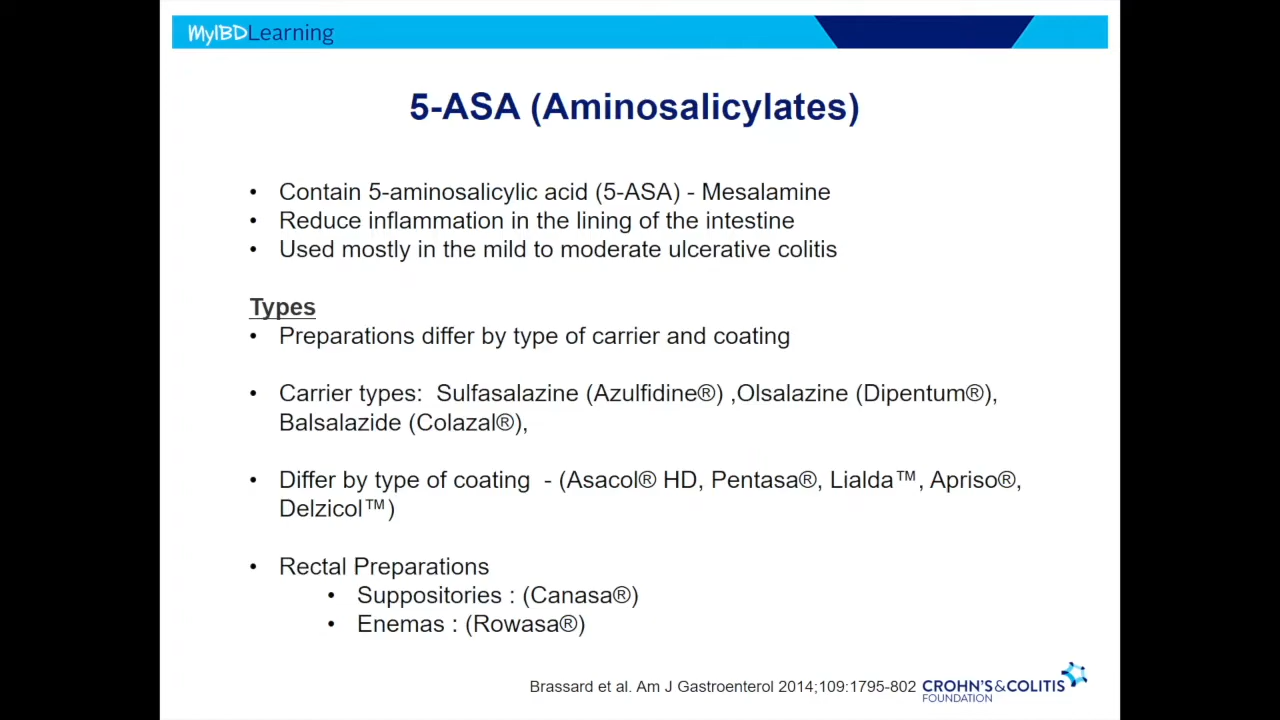 MyIBDLearning
5-ASA (Aminosalicylates)
• Contain 5-aminosalicylic acid (5-ASA) - Mesalamine
• Reduce inflammation in the lining of the intestine
• Used mostly in the mild to moderate ulcerative colitis
Types
• Preparations differ by type of carrier and coating
• Carrier types:  Sulfasalazine (Azulfidine®) ,Olsalazine (Dipentum®),
Balsalazide (Colazal®),
• Differ by type of coating  - (Asacol® HD, Pentasa®, Lialda™, Apriso®,
Delzicol™)
• Rectal Preparations
• Suppositories : (Canasa®)
• Enemas : (Rowasa®)
Brassard et al. Am J Gastroenterol 2014;109:1795-802
CROHN'S&COLITIS
FOUNDATION